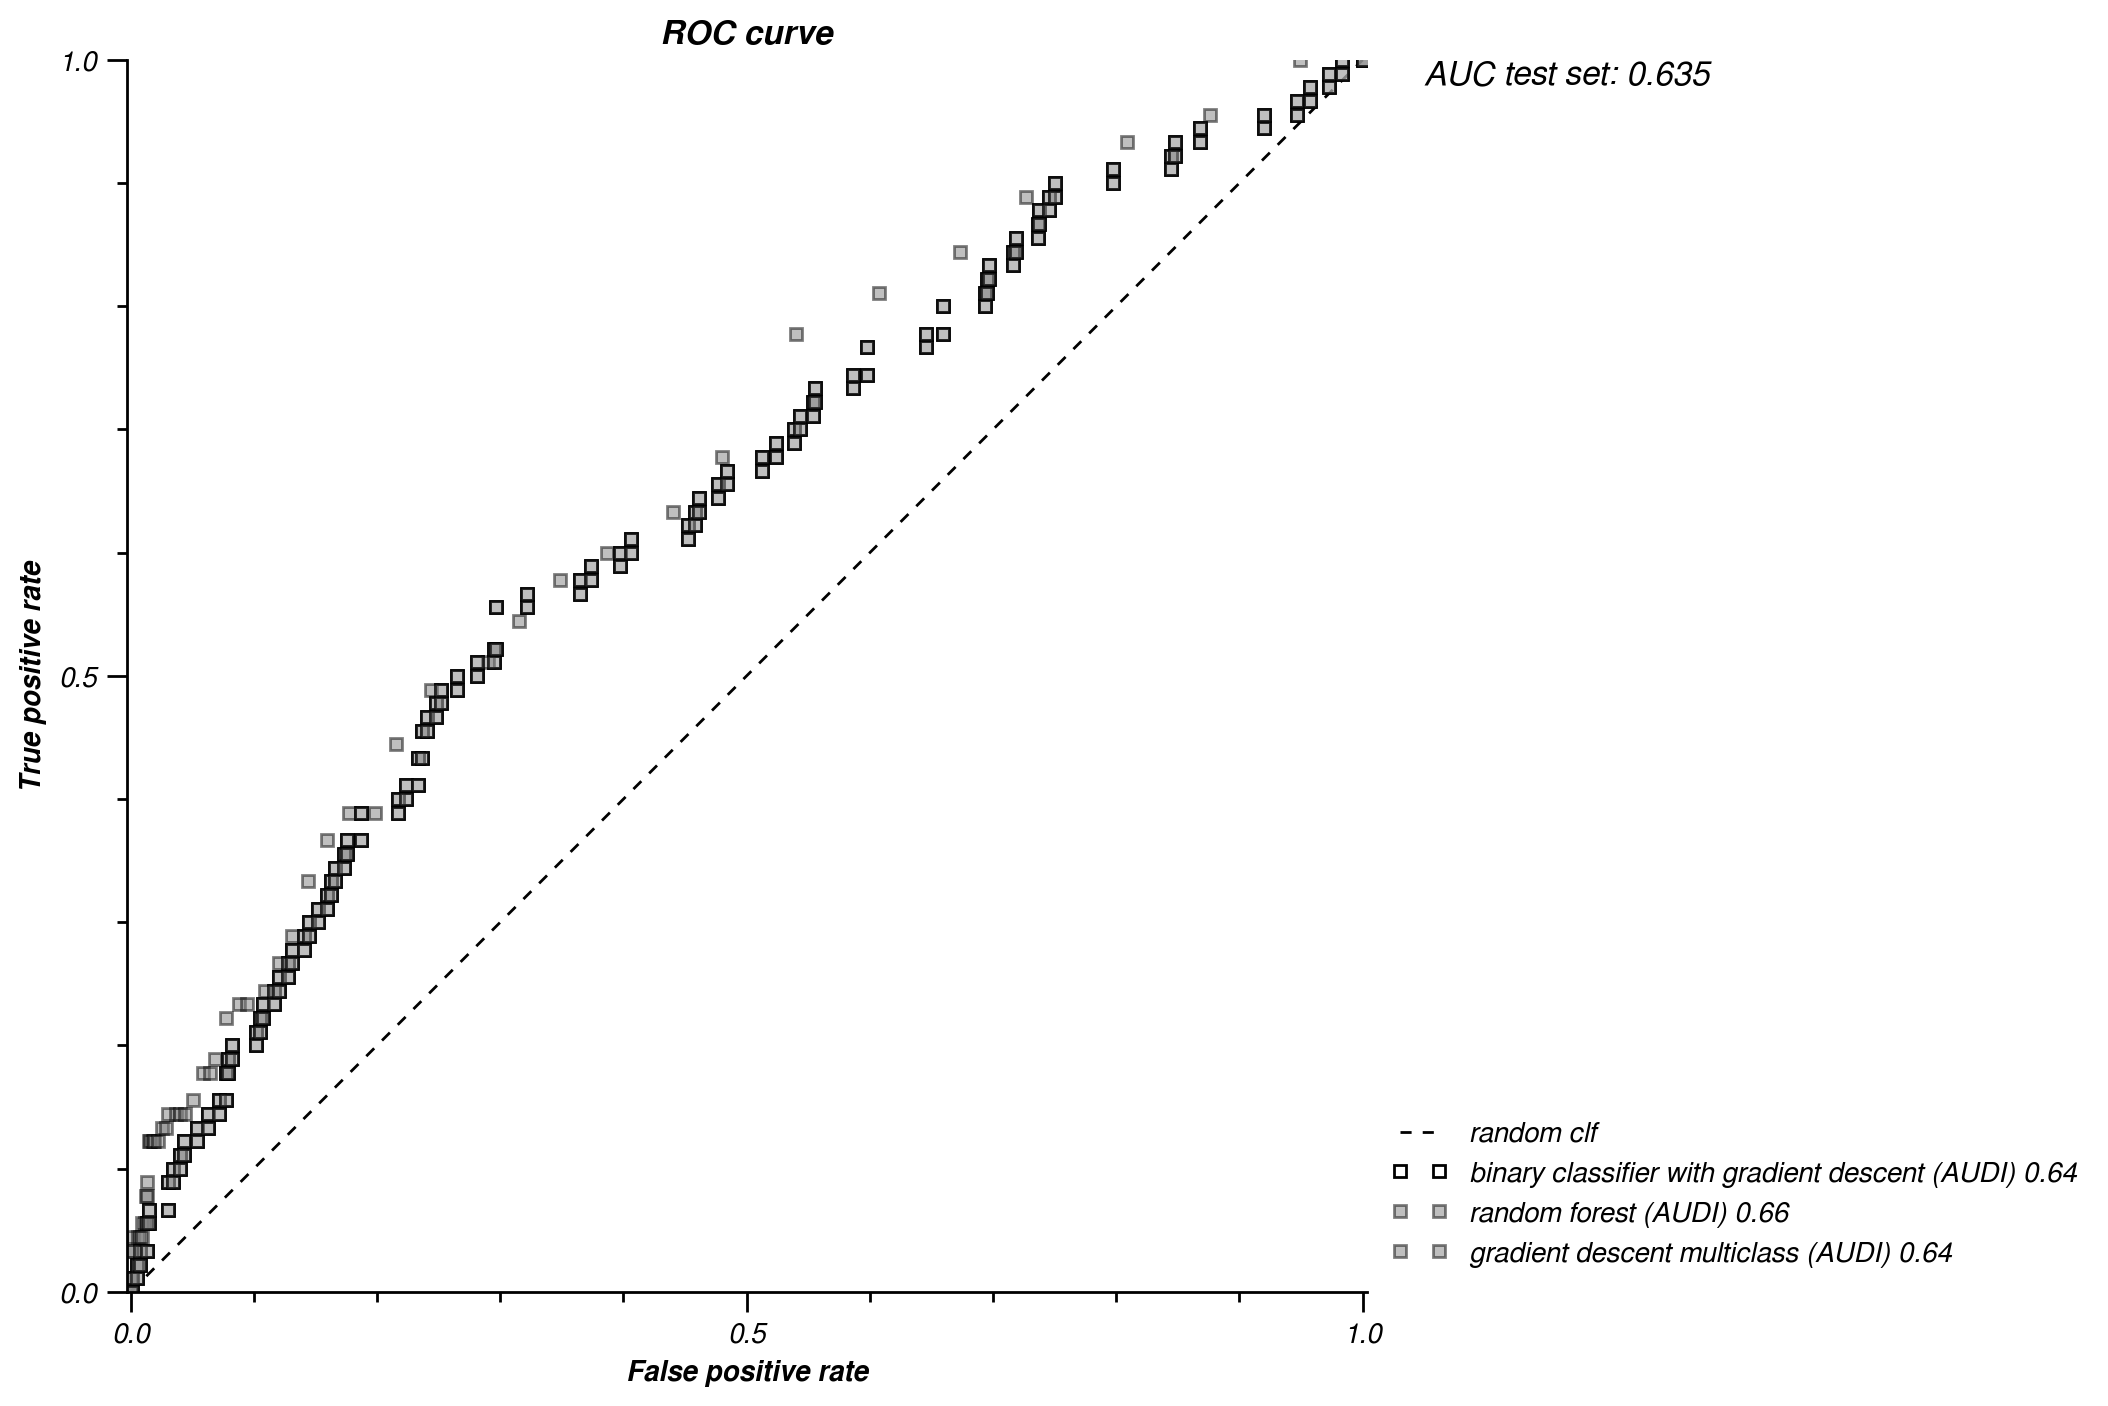 ROC curve
AUC test set: 0.635
1.0
0.5
0.0
True positive rate
0.0
0.5
1.0
False positive rate
random clf
binary classifier with gradient descent (AUDI) 0.64
random forest (AUDI) 0.66
gradient descent multiclass (AUDI) 0.64